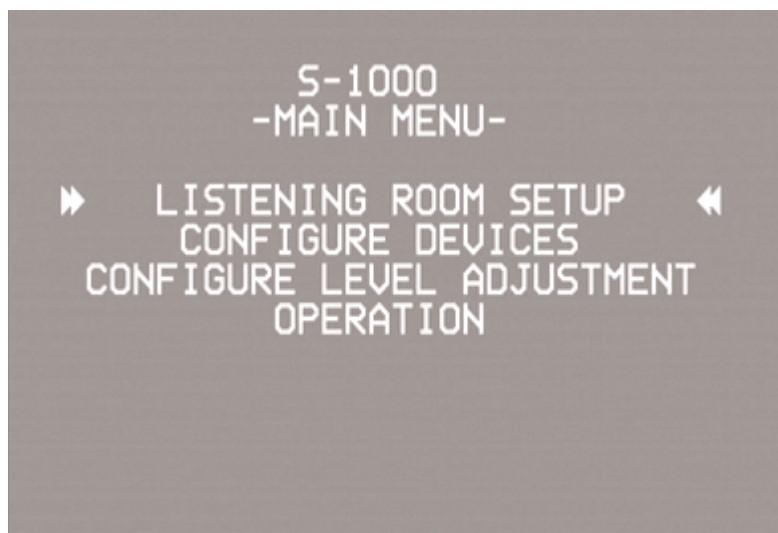 S-1000
-MAIN MENU-
LISTENING ROOM SETUP
CONFIGURE DEVICES
CONFIGURE LEVEL ADJUSTMENT
OPERATION